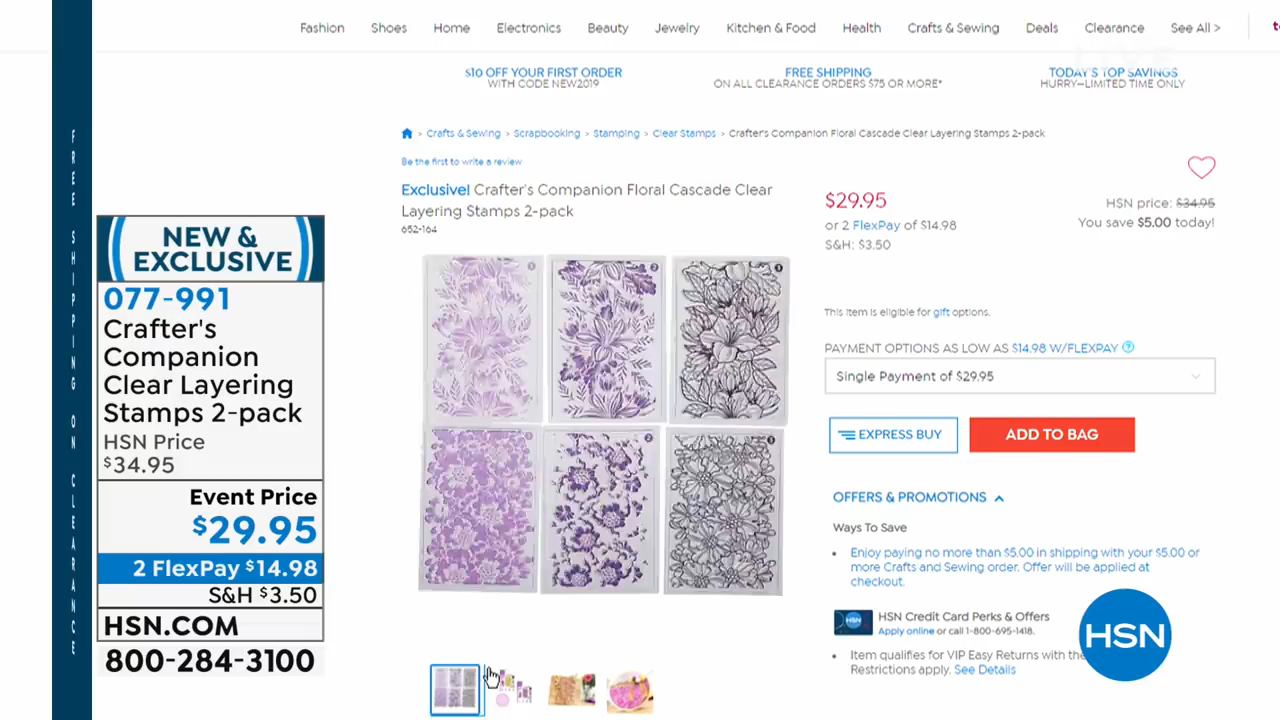 Fashion Shoes Home Electronics Beauty Jewelry Kitchen & Food Health Crafts & Sewing Deals Clearance See All >
LIVE
$10 OFF YOUR FIRST ORDER
WITH CODE NEW2019
FREE SHIPPING
ON ALL CLEARANCE ORDERS $75 OR MORE*
TODAY'S TOP SAVINGS
HURRY—LIMITED TIME ONLY
FREE SHIPPING ON CLEARANCE
Crafts & Sewing > Scrapbooking > Stamping > Clear Stamps > Crafter's Companion Floral Cascade Clear Layering Stamps 2-pack
Be the first to write a review
Exclusive! Crafter's Companion Floral Cascade Clear
Layering Stamps 2-pack
652-164
$29.95
or 2 FlexPay of $14.98
S&H: $3.50
HSN price: $34.95
You save $5.00 today!
This item is eligible for gift options.
PAYMENT OPTIONS AS LOW AS $14.98 W/FLEXPAY ?
Single Payment of $29.95
EXPRESS BUY
ADD TO BAG
OFFERS & PROMOTIONS
Ways To Save
• Enjoy paying no more than $5.00 in shipping with your $5.00 or
more Crafts and Sewing order. Offer will be applied at
checkout.
HSN
HSN Credit Card Perks & Offers
Apply online or call 1-800-695-1418.
• Item qualifies for VIP Easy Returns with the
Restrictions apply. See Details
1 2 3
1 2 3
NEW &
EXCLUSIVE
077-991
Crafter's
Companion
Clear Layering
Stamps 2-pack
HSN Price
$34.95
Event Price
$29.95
2 FlexPay $14.98
S&H $3.50
HSN.COM
800-284-3100
HSN